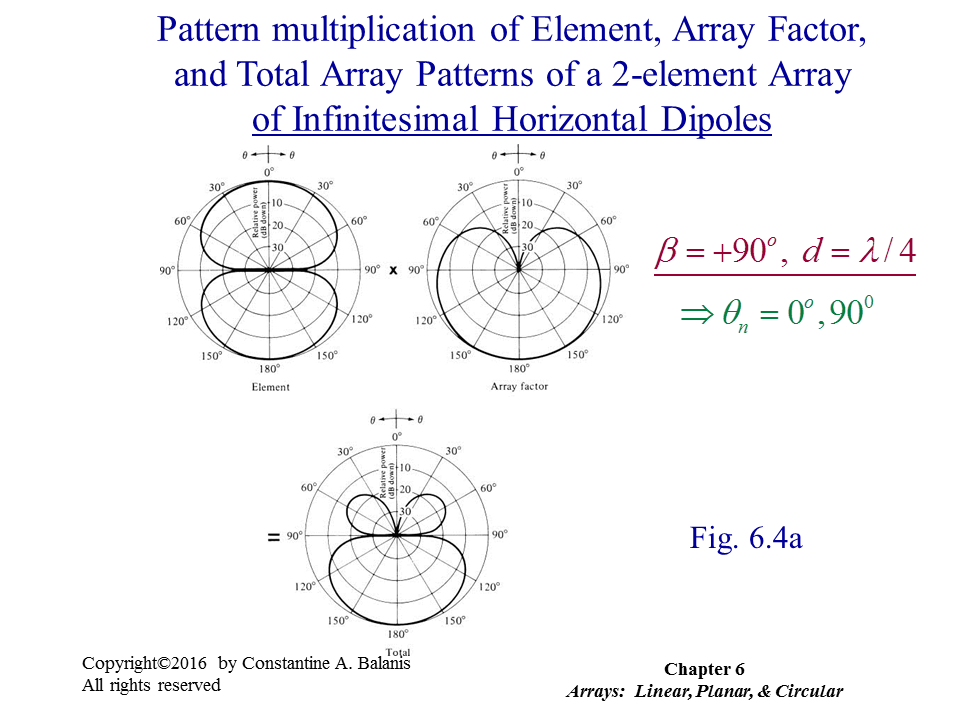 Pattern multiplication of Element, Array Factor,
and Total Array Patterns of a 2-element Array
of Infinitesimal Horizontal Dipoles
θ θ
0°
30° 30°
60° 60°
90° 90°
120° 120°
150° 150°
180°
Relative power
(dB down)
10
20
30
Element
x
θ θ
0°
30° 30°
60° 60°
90° 90°
120° 120°
150° 150°
180°
Relative power
(dB down)
10
20
30
Array factor
β = +90°, d = λ / 4
⇒ θn = 0°, 90⁰
=
θ θ
0°
30° 30°
60° 60°
90° 90°
120° 120°
150° 150°
180°
Relative power
(dB down)
10
20
30
Total
Fig. 6.4a
Copyright©2016 by Constantine A. Balanis
All rights reserved
Chapter 6
Arrays: Linear, Planar, & Circular